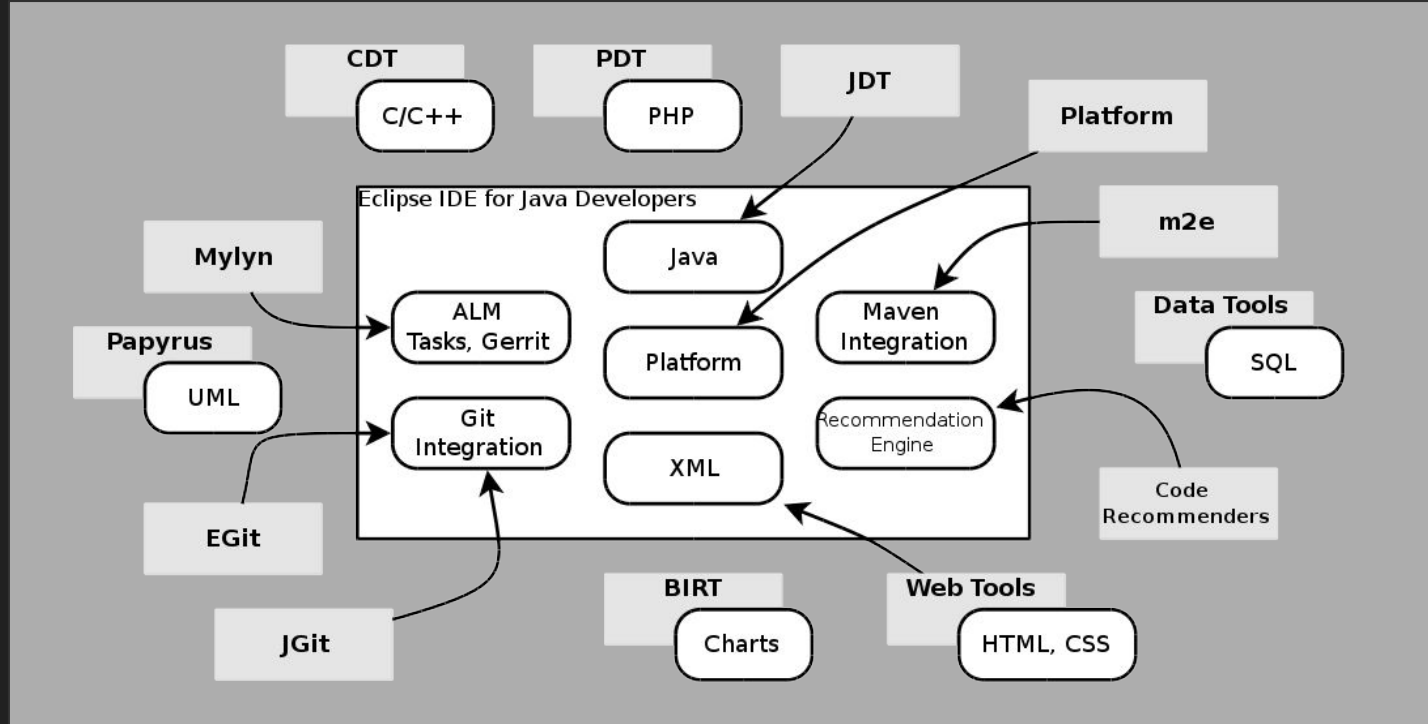 CDT
C/C++
PDT
PHP
JDT
Platform
Eclipse IDE for Java Developers
Java
m2e
Mylyn
ALM
Tasks, Gerrit
Maven
Integration
Data Tools
SQL
Papyrus
UML
Platform
Git
Integration
Recommendation
Engine
XML
Code
Recommenders
EGit
BIRT
Charts
Web Tools
HTML, CSS
JGit